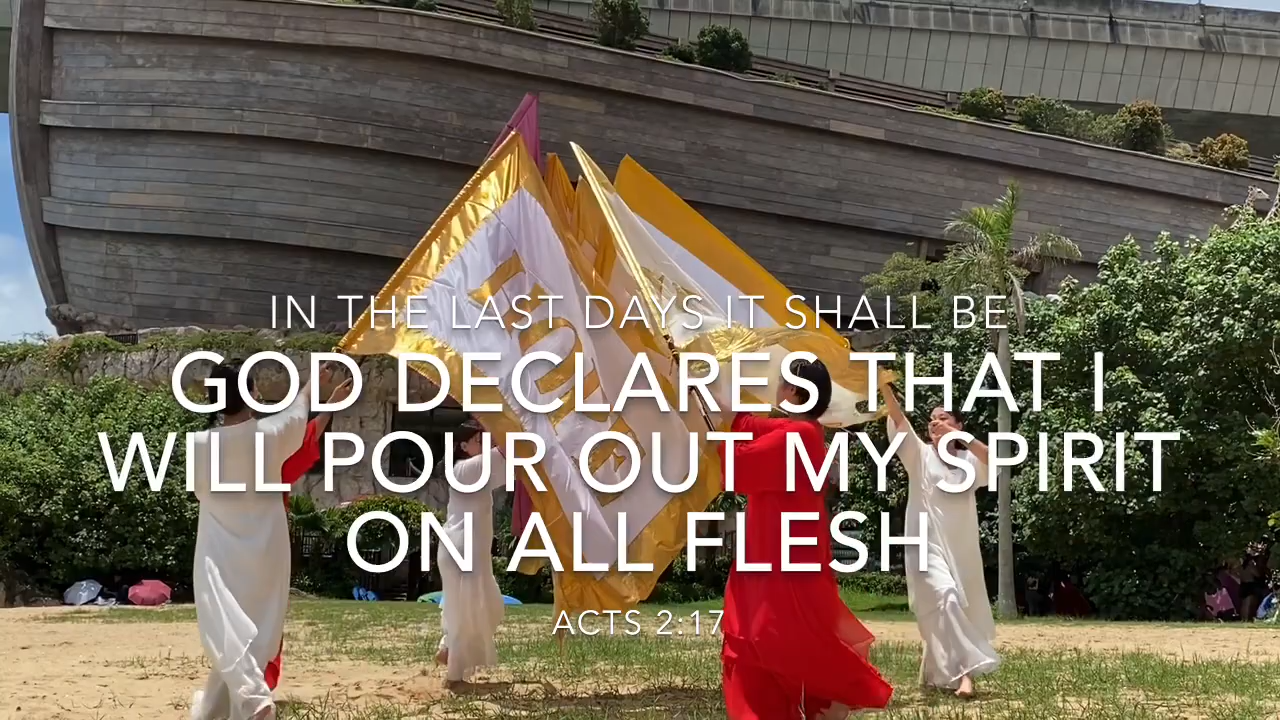 IN THE LAST DAYS IT SHALL BE
GOD DECLARES THAT I
WILL POUR OUT MY SPIRIT
ON ALL FLESH
ACTS 2:17